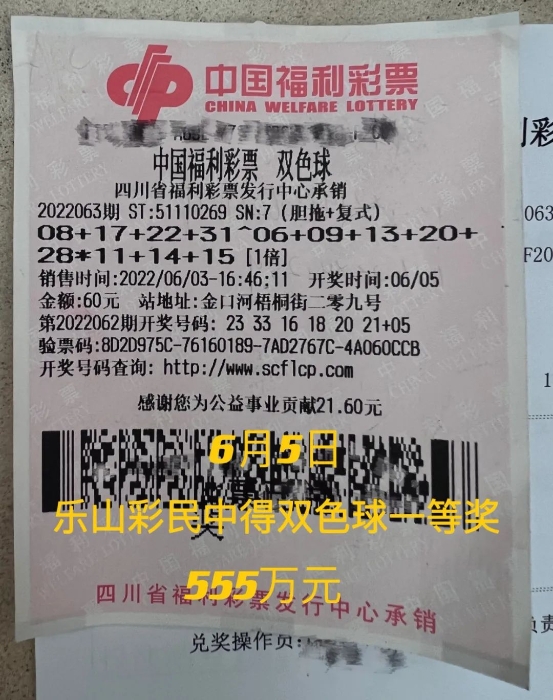 中国福利彩票
CHINA WELFARE LOTTERY
中国福利彩票 双色球
四川省福利彩票发行中心承销
2022063期 ST:51110269 SN:7 (胆拖+复式)
08+17+22+31^06+09+13+20+
28*11+14+15 [1倍]
销售时间:2022/06/03-16:46;11 开奖时间:06/05
金额:60元 站地址:金口河梧桐街二零九号
第2022062期开奖号码: 23 33 16 18 20 21+05
验票码:8D2D975C-76160189-7AD2767C-4A060CCB
开奖号码查询: http://www.scflcp.com
感谢您为公益事业贡献21.60元
6月5日
乐山彩民中得双色球一等奖
555万元
四川省福利彩票发行中心承销
兑奖操作员: